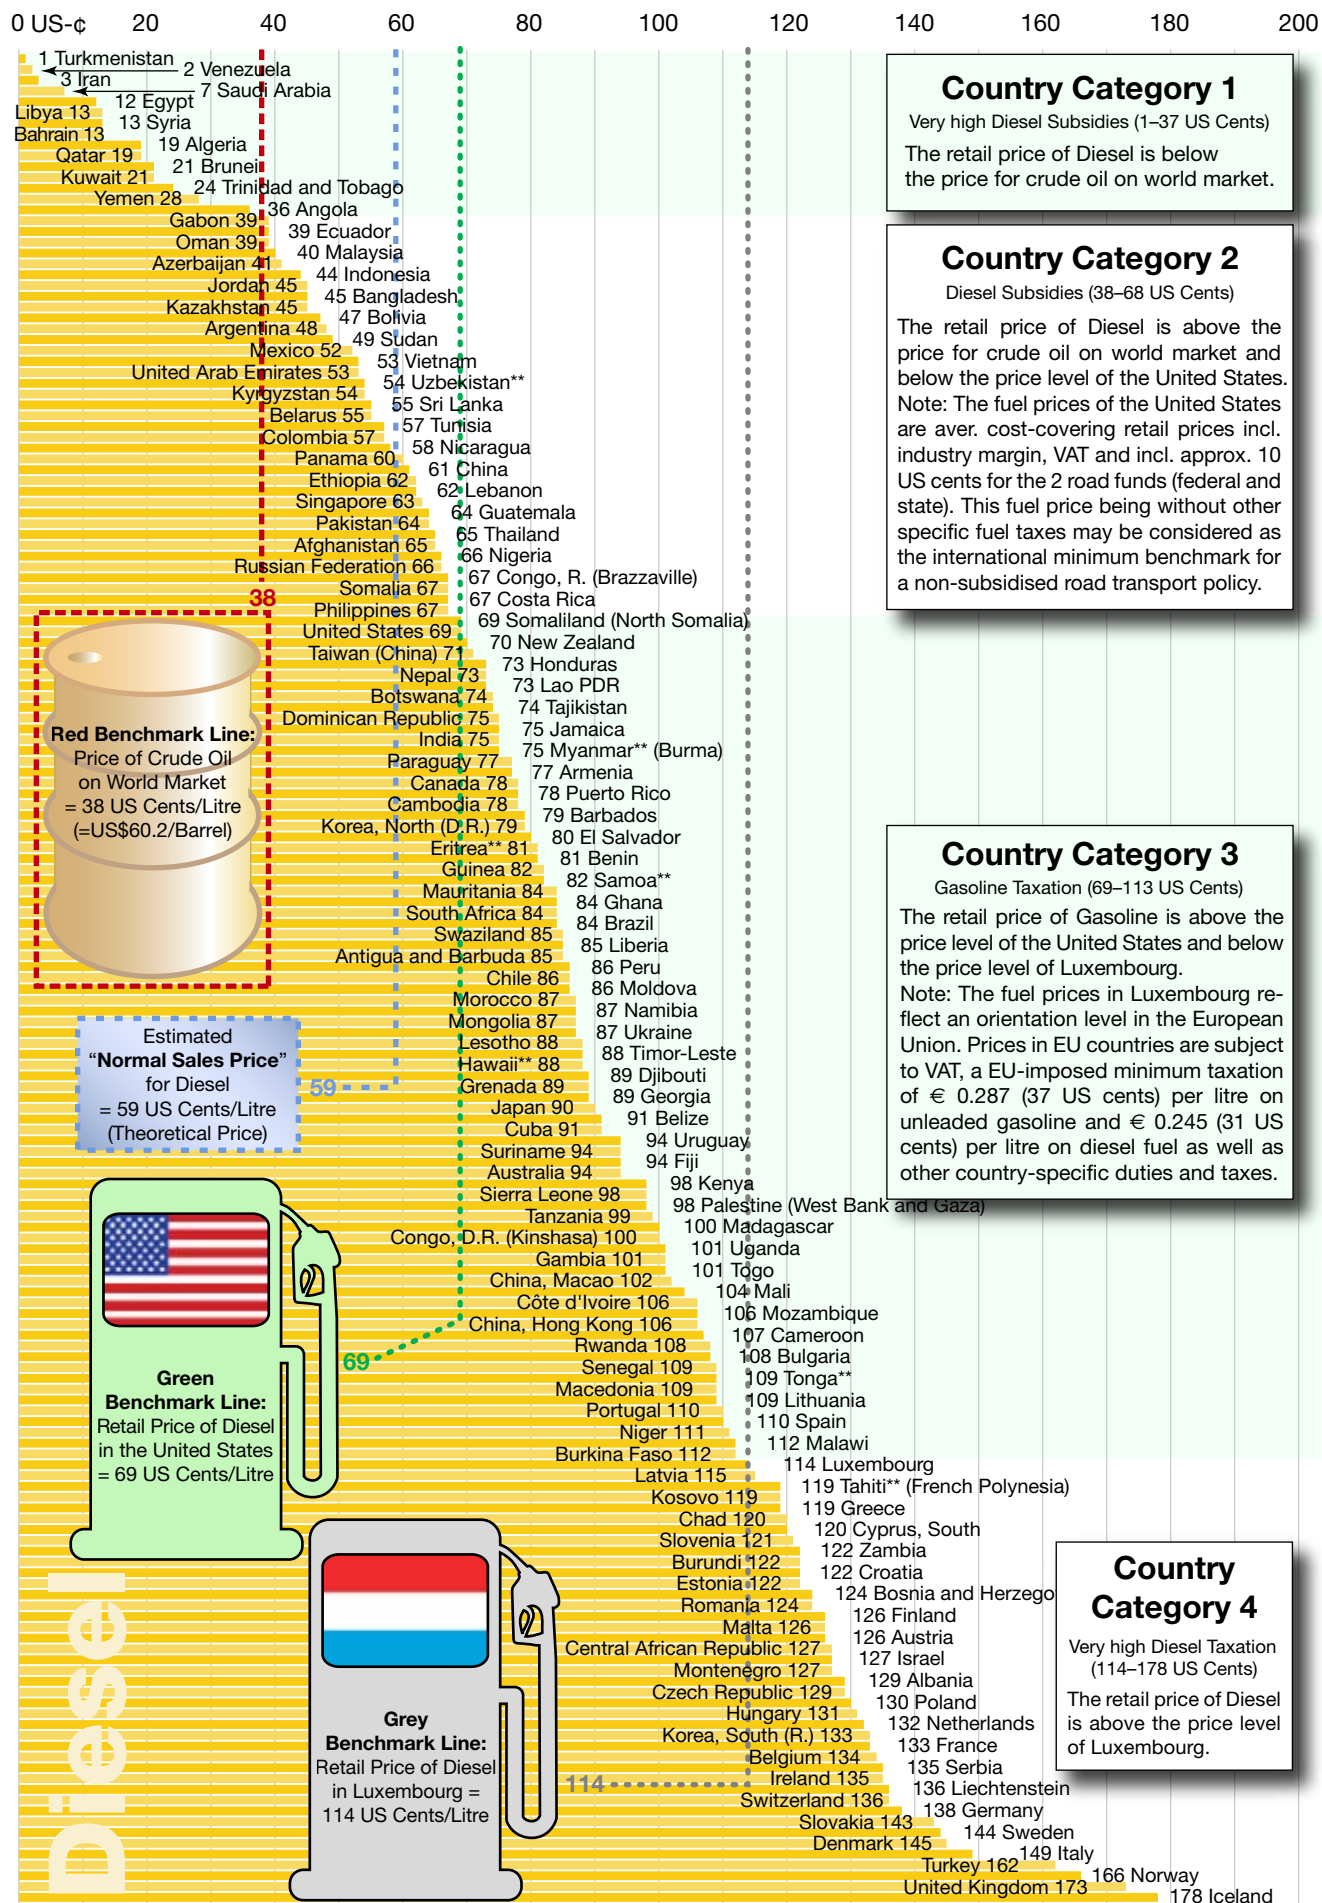 0 US-¢ 20 40 60 80 100 120 140 160 180 200
1 Turkmenistan
2 Venezuela
3 Iran
7 Saudi Arabia
12 Egypt
Libya 13
13 Syria
Bahrain 13
19 Algeria
Qatar 19
21 Brunei
Kuwait 21
24 Trinidad and Tobago
Yemen 28
36 Angola
Gabon 39
39 Ecuador
Oman 39
40 Malaysia
Azerbaijan 41
44 Indonesia
Jordan 45
45 Bangladesh
Kazakhstan 45
47 Bolivia
Argentina 48
49 Sudan
Mexico 52
53 Vietnam
United Arab Emirates 53
54 Uzbekistan**
Kyrgyzstan 54
55 Sri Lanka
Belarus 55
57 Tunisia
Colombia 57
58 Nicaragua
Panama 60
61 China
Ethiopia 62
62 Lebanon
Singapore 63
64 Guatemala
Pakistan 64
65 Thailand
Afghanistan 65
66 Nigeria
Russian Federation 66
67 Congo, R. (Brazzaville)
Somalia 67
67 Costa Rica
Philippines 67
69 Somaliland (North Somalia)
United States 69
70 New Zealand
Taiwan (China) 71
73 Honduras
Nepal 73
73 Lao PDR
Botswana 74
74 Tajikistan
Dominican Republic 75
75 Jamaica
India 75
75 Myanmar** (Burma)
Paraguay 77
77 Armenia
Canada 78
78 Puerto Rico
Cambodia 78
79 Barbados
Korea, North (D.R.) 79
80 El Salvador
Eritrea** 81
81 Benin
Guinea 82
82 Samoa**
Mauritania 84
84 Ghana
South Africa 84
84 Brazil
Swaziland 85
85 Liberia
Antigua and Barbuda 85
86 Peru
Chile 86
86 Moldova
Morocco 87
87 Namibia
Mongolia 87
87 Ukraine
Lesotho 88
88 Timor-Leste
Hawaii** 88
89 Djibouti
Grenada 89
89 Georgia
Japan 90
91 Belize
Cuba 91
94 Uruguay
Suriname 94
94 Fiji
Australia 94
98 Kenya
Sierra Leone 98
98 Palestine (West Bank and Gaza)
Tanzania 99
100 Madagascar
Congo, D.R. (Kinshasa) 100
101 Uganda
Gambia 101
101 Togo
China, Macao 102
104 Mali
Côte d'Ivoire 106
106 Mozambique
China, Hong Kong 106
107 Cameroon
Rwanda 108
108 Bulgaria
Senegal 109
109 Tonga**
Macedonia 109
109 Lithuania
Portugal 110
110 Spain
Niger 111
112 Malawi
Burkina Faso 112
114 Luxembourg
Latvia 115
119 Tahiti** (French Polynesia)
Kosovo 119
119 Greece
Chad 120
120 Cyprus, South
Slovenia 121
122 Zambia
Burundi 122
122 Croatia
Estonia 122
124 Bosnia and Herzego
Romania 124
126 Finland
Malta 126
126 Austria
Central African Republic 127
127 Israel
Montenegro 127
129 Albania
Czech Republic 129
130 Poland
Hungary 131
132 Netherlands
Korea, South (R.) 133
133 France
Belgium 134
135 Serbia
Ireland 135
136 Liechtenstein
Switzerland 136
138 Germany
Slovakia 143
144 Sweden
Denmark 145
149 Italy
Turkey 162
166 Norway
United Kingdom 173
178 Iceland
38
Red Benchmark Line:
Price of Crude Oil
on World Market
= 38 US Cents/Litre
(=US$60.2/Barrel)
Estimated
“Normal Sales Price”
for Diesel
= 59 US Cents/Litre
(Theoretical Price)
59
69
Green
Benchmark Line:
Retail Price of Diesel
in the United States
= 69 US Cents/Litre
Grey
Benchmark Line:
Retail Price of Diesel
in Luxembourg =
114 US Cents/Litre
114
Diesel
Country Category 1
Very high Diesel Subsidies (1–37 US Cents)
The retail price of Diesel is below
the price for crude oil on world market.
Country Category 2
Diesel Subsidies (38–68 US Cents)
The retail price of Diesel is above the
price for crude oil on world market and
below the price level of the United States.
Note: The fuel prices of the United States
are aver. cost-covering retail prices incl.
industry margin, VAT and incl. approx. 10
US cents for the 2 road funds (federal and
state). This fuel price being without other
specific fuel taxes may be considered as
the international minimum benchmark for
a non-subsidised road transport policy.
Country Category 3
Gasoline Taxation (69–113 US Cents)
The retail price of Gasoline is above the
price level of the United States and below
the price level of Luxembourg.
Note: The fuel prices in Luxembourg re-
flect an orientation level in the European
Union. Prices in EU countries are subject
to VAT, a EU-imposed minimum taxation
of € 0.287 (37 US cents) per litre on
unleaded gasoline and € 0.245 (31 US
cents) per litre on diesel fuel as well as
other country-specific duties and taxes.
Country
Category 4
Very high Diesel Taxation
(114–178 US Cents)
The retail price of Diesel
is above the price level
of Luxembourg.